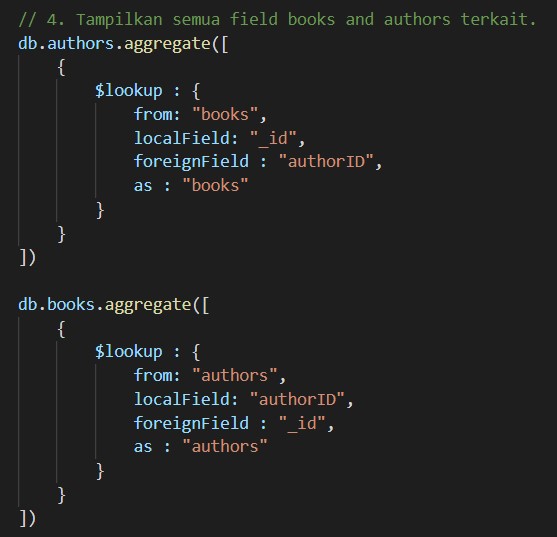 // 4. Tampilkan semua field books and authors terkait.
db.authors.aggregate([
    {
        $lookup : {
            from: "books",
            localField: "_id",
            foreignField : "authorID",
            as : "books"
        }
    }
])

db.books.aggregate([
    {
        $lookup : {
            from: "authors",
            localField: "authorID",
            foreignField : "_id",
            as : "authors"
        }
    }
])